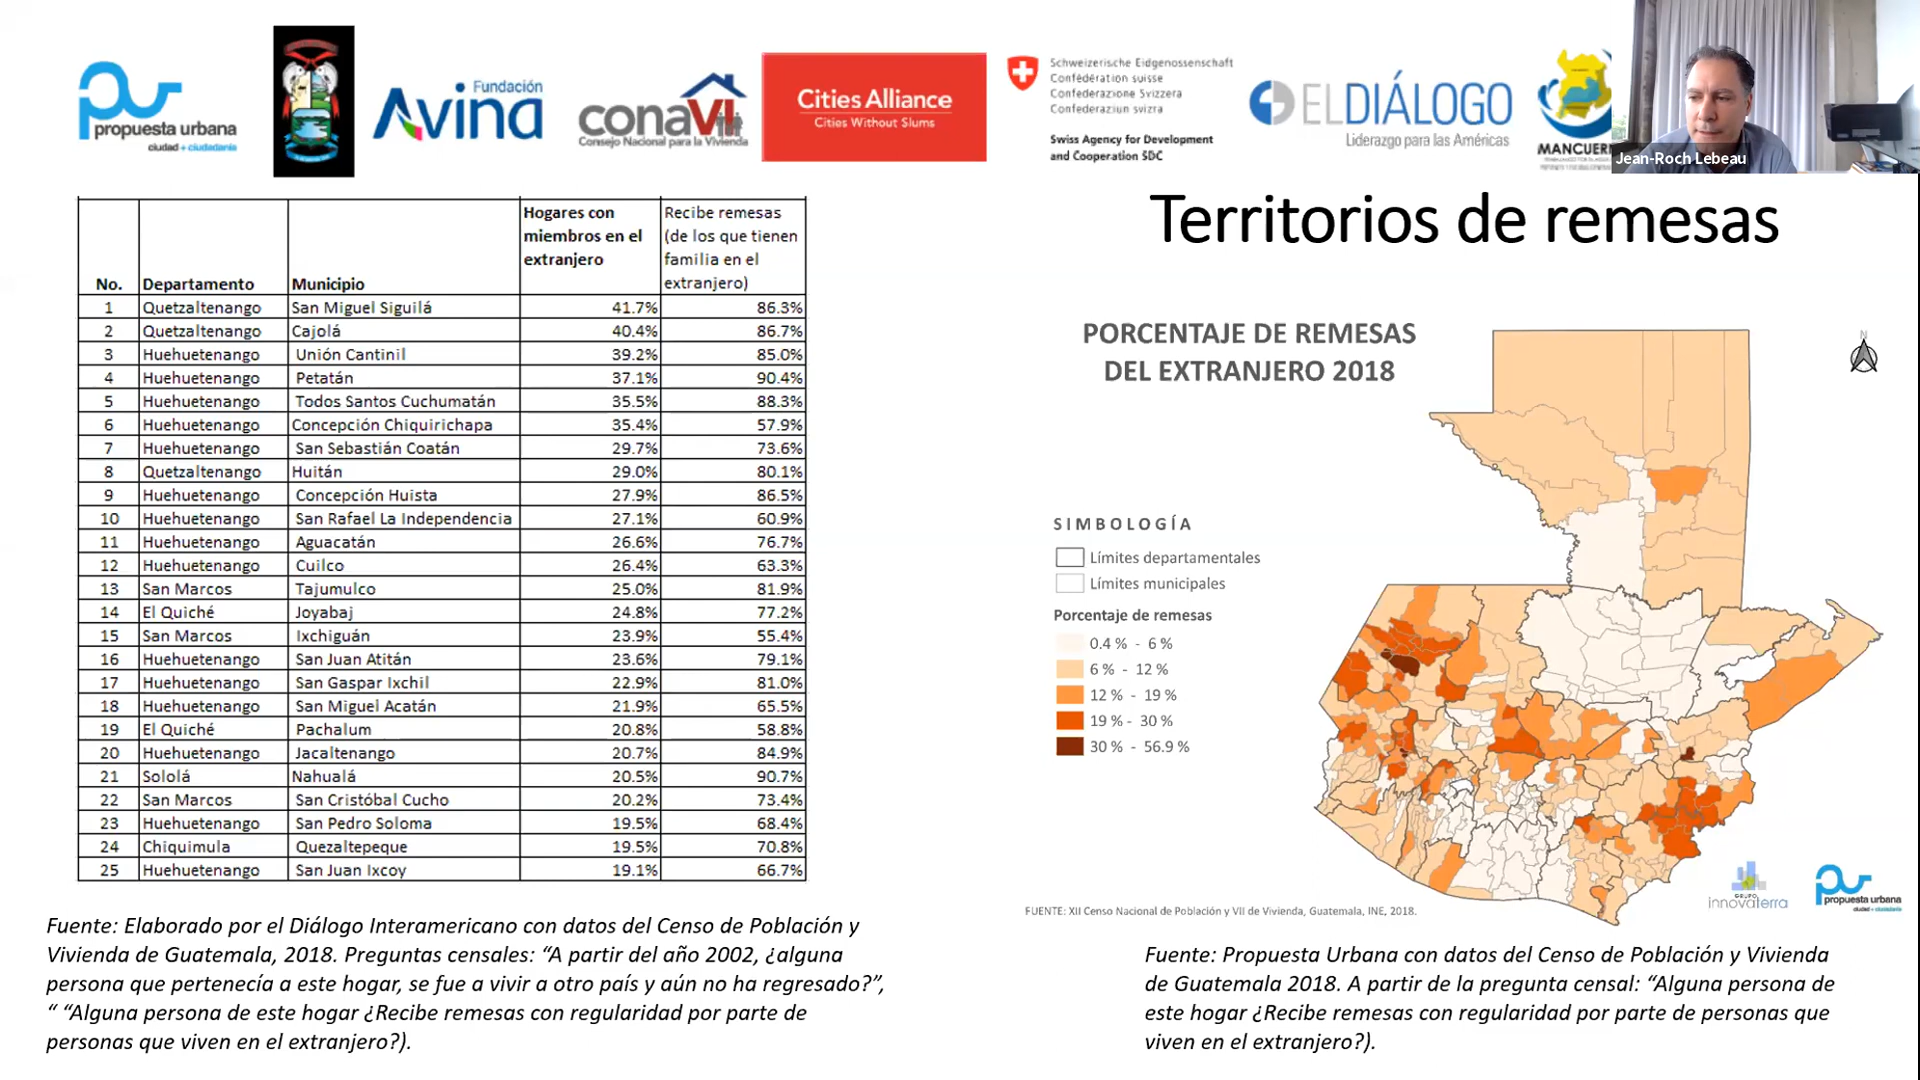 propuesta urbana
ciudad + ciudadanía
Fundación
Avina
conaVI
Consejo Nacional para la Vivienda
Cities Alliance
Cities Without Slums
Schweizerische Eidgenossenschaft
Confédération suisse
Confederazione Svizzera
Confederaziun svizra
Swiss Agency for Development
and Cooperation SDC
EL DIÁLOGO
Liderazgo para las Américas
MANCUER
Jean-Roch Lebeau
Territorios de remesas
No. Departamento Municipio Hogares con miembros en el extranjero Recibe remesas (de los que tienen familia en el extranjero)
1 Quetzaltenango San Miguel Siguilá 41.7% 86.3%
2 Quetzaltenango Cajolá 40.4% 86.7%
3 Huehuetenango Unión Cantinil 39.2% 85.0%
4 Huehuetenango Petatán 37.1% 90.4%
5 Huehuetenango Todos Santos Cuchumatán 35.5% 88.3%
6 Huehuetenango Concepción Chiquirichapa 35.4% 57.9%
7 Huehuetenango San Sebastián Coatán 29.7% 73.6%
8 Quetzaltenango Huitán 29.0% 80.1%
9 Huehuetenango Concepción Huista 27.9% 86.5%
10 Huehuetenango San Rafael La Independencia 27.1% 60.9%
11 Huehuetenango Aguacatán 26.6% 76.7%
12 Huehuetenango Cuilco 26.4% 63.3%
13 San Marcos Tajumulco 25.0% 81.9%
14 El Quiché Joyabaj 24.8% 77.2%
15 San Marcos Ixchiguán 23.9% 55.4%
16 Huehuetenango San Juan Atitán 23.6% 79.1%
17 Huehuetenango San Gaspar Ixchil 22.9% 81.0%
18 Huehuetenango San Miguel Acatán 21.9% 65.5%
19 El Quiché Pachalum 20.8% 58.8%
20 Huehuetenango Jacaltenango 20.7% 84.9%
21 Sololá Nahualá 20.5% 90.7%
22 San Marcos San Cristóbal Cucho 20.2% 73.4%
23 Huehuetenango San Pedro Soloma 19.5% 68.4%
24 Chiquimula Quezaltepeque 19.5% 70.8%
25 Huehuetenango San Juan Ixcoy 19.1% 66.7%
Fuente: Elaborado por el Diálogo Interamericano con datos del Censo de Población y
Vivienda de Guatemala, 2018. Preguntas censales: “A partir del año 2002, ¿alguna
persona que pertenecía a este hogar, se fue a vivir a otro país y aún no ha regresado?”,
“ “Alguna persona de este hogar ¿Recibe remesas con regularidad por parte de
personas que viven en el extranjero?).
PORCENTAJE DE REMESAS
DEL EXTRANJERO 2018
N
SIMBOLOGÍA
Límites departamentales
Límites municipales
Porcentaje de remesas
0.4 % - 6 %
6 % - 12 %
12 % - 19 %
19 % - 30 %
30 % - 56.9 %
GRUPO
innovaterra
propuesta urbana
ciudad + ciudadanía
FUENTE: XII Censo Nacional de Población y VII de Vivienda, Guatemala, INE, 2018.
Fuente: Propuesta Urbana con datos del Censo de Población y Vivienda
de Guatemala 2018. A partir de la pregunta censal: “Alguna persona de
este hogar ¿Recibe remesas con regularidad por parte de personas que
viven en el extranjero?).